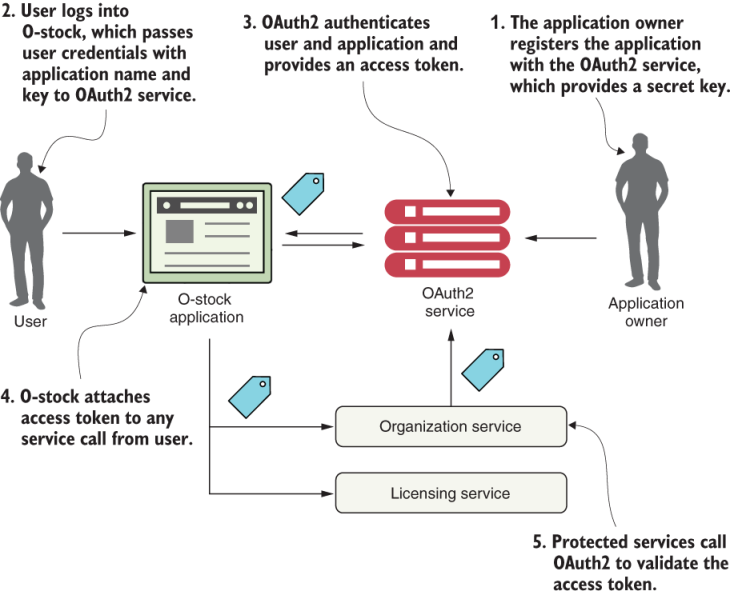 2. User logs into
O-stock, which passes
user credentials with
application name and
key to OAuth2 service.
3. OAuth2 authenticates
user and application and
provides an access token.
1. The application owner
registers the application
with the OAuth2 service,
which provides a secret key.
User
O-stock
application
OAuth2
service
Application
owner
4. O-stock attaches
access token to any
service call from user.
Organization service
Licensing service
5. Protected services call
OAuth2 to validate the
access token.